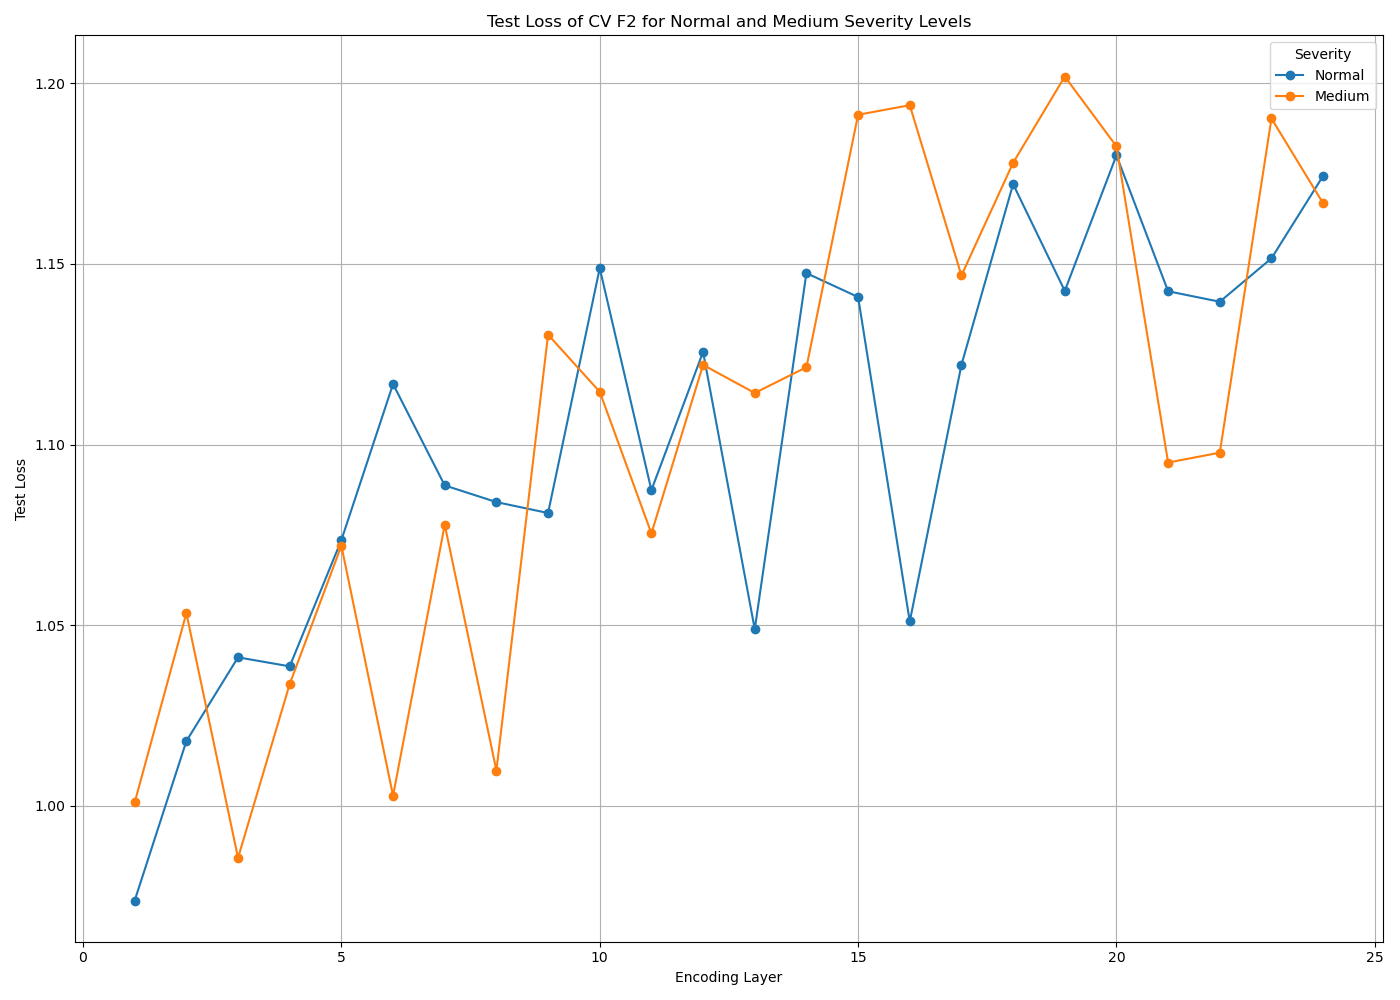 Test Loss of CV F2 for Normal and Medium Severity Levels
Severity
Normal
Medium
Test Loss
1.20
1.15
1.10
1.05
1.00
0 5 10 15 20 25
Encoding Layer